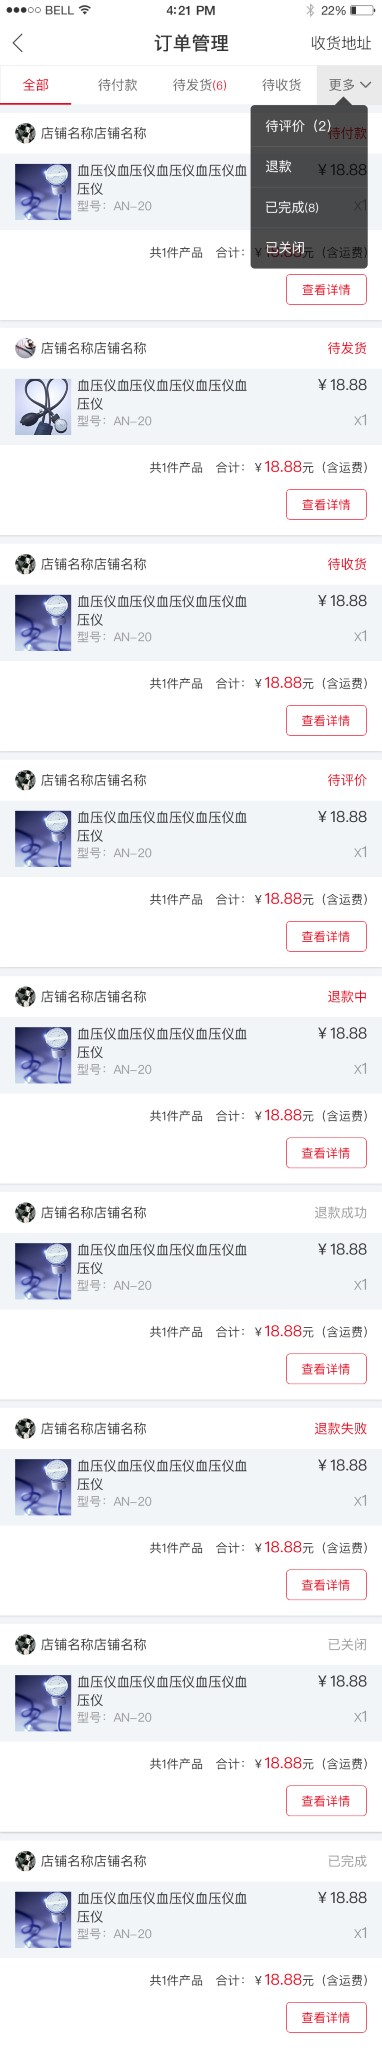 BELL 4:21 PM 22%
订单管理 收货地址
全部 待付款 待发货(6) 待收货 更多
待评价（2）
退款
已完成(8)
已关闭
店铺名称店铺名称 待付款
血压仪血压仪血压仪血压仪血 ¥18.88
压仪
型号：AN-20 X1
共1件产品 合计：¥18.88元（含运费）
查看详情
店铺名称店铺名称 待发货
血压仪血压仪血压仪血压仪血 ¥18.88
压仪
型号：AN-20 X1
共1件产品 合计：¥18.88元（含运费）
查看详情
店铺名称店铺名称 待收货
血压仪血压仪血压仪血压仪血 ¥18.88
压仪
型号：AN-20 X1
共1件产品 合计：¥18.88元（含运费）
查看详情
店铺名称店铺名称 待评价
血压仪血压仪血压仪血压仪血 ¥18.88
压仪
型号：AN-20 X1
共1件产品 合计：¥18.88元（含运费）
查看详情
店铺名称店铺名称 退款中
血压仪血压仪血压仪血压仪血 ¥18.88
压仪
型号：AN-20 X1
共1件产品 合计：¥18.88元（含运费）
查看详情
店铺名称店铺名称 退款成功
血压仪血压仪血压仪血压仪血 ¥18.88
压仪
型号：AN-20 X1
共1件产品 合计：¥18.88元（含运费）
查看详情
店铺名称店铺名称 退款失败
血压仪血压仪血压仪血压仪血 ¥18.88
压仪
型号：AN-20 X1
共1件产品 合计：¥18.88元（含运费）
查看详情
店铺名称店铺名称 已关闭
血压仪血压仪血压仪血压仪血 ¥18.88
压仪
型号：AN-20 X1
共1件产品 合计：¥18.88元（含运费）
查看详情
店铺名称店铺名称 已完成
血压仪血压仪血压仪血压仪血 ¥18.88
压仪
型号：AN-20 X1
共1件产品 合计：¥18.88元（含运费）
查看详情